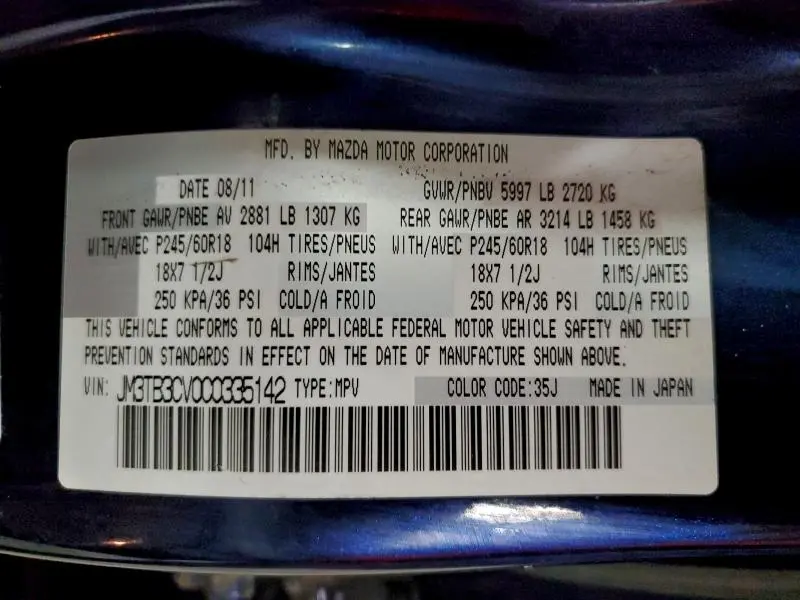 MFD. BY MAZDA MOTOR CORPORATION
DATE 08/11 GVWR/PNBV 5997 LB 2720 KG
FRONT GAWR/PNBE AV 2881 LB 1307 KG REAR GAWR/PNBE AR 3214 LB 1458 KG
WITH/AVEC P245/60R18 104H TIRES/PNEUS WITH/AVEC P245/60R18 104H TIRES/PNEUS
18X7 1/2J RIMS/JANTES 18X7 1/2J RIMS/JANTES
250 KPA/36 PSI COLD/A FROID 250 KPA/36 PSI COLD/A FROID
THIS VEHICLE CONFORMS TO ALL APPLICABLE FEDERAL MOTOR VEHICLE SAFETY AND THEFT
PREVENTION STANDARDS IN EFFECT ON THE DATE OF MANUFACTURE SHOWN ABOVE.
VIN: JM3TB3CV0C0335142 TYPE:MPV COLOR CODE:35J MADE IN JAPAN